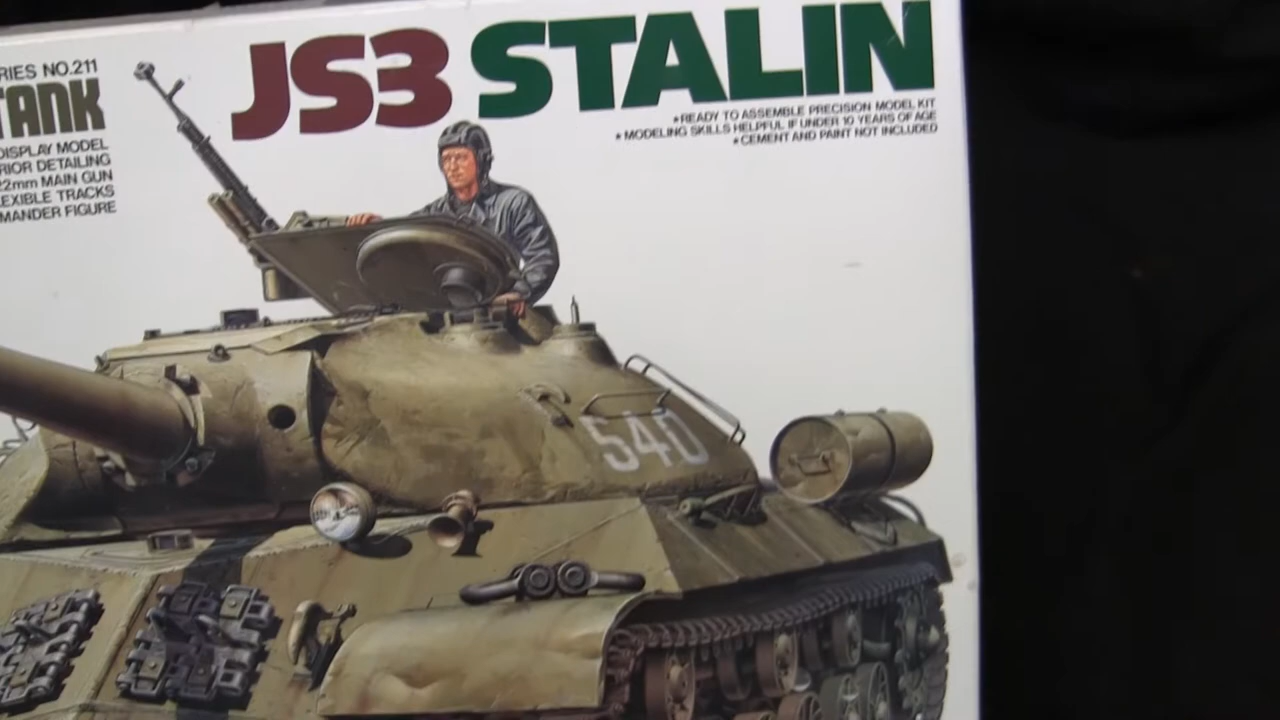 RIES NO.211
TANK
DISPLAY MODEL
RIOR DETAILING
22mm MAIN GUN
LEXIBLE TRACKS
MANDER FIGURE
JS3 STALIN
★READY TO ASSEMBLE PRECISION MODEL KIT
★MODELING SKILLS HELPFUL IF UNDER 10 YEARS OF AGE
★CEMENT AND PAINT NOT INCLUDED
540